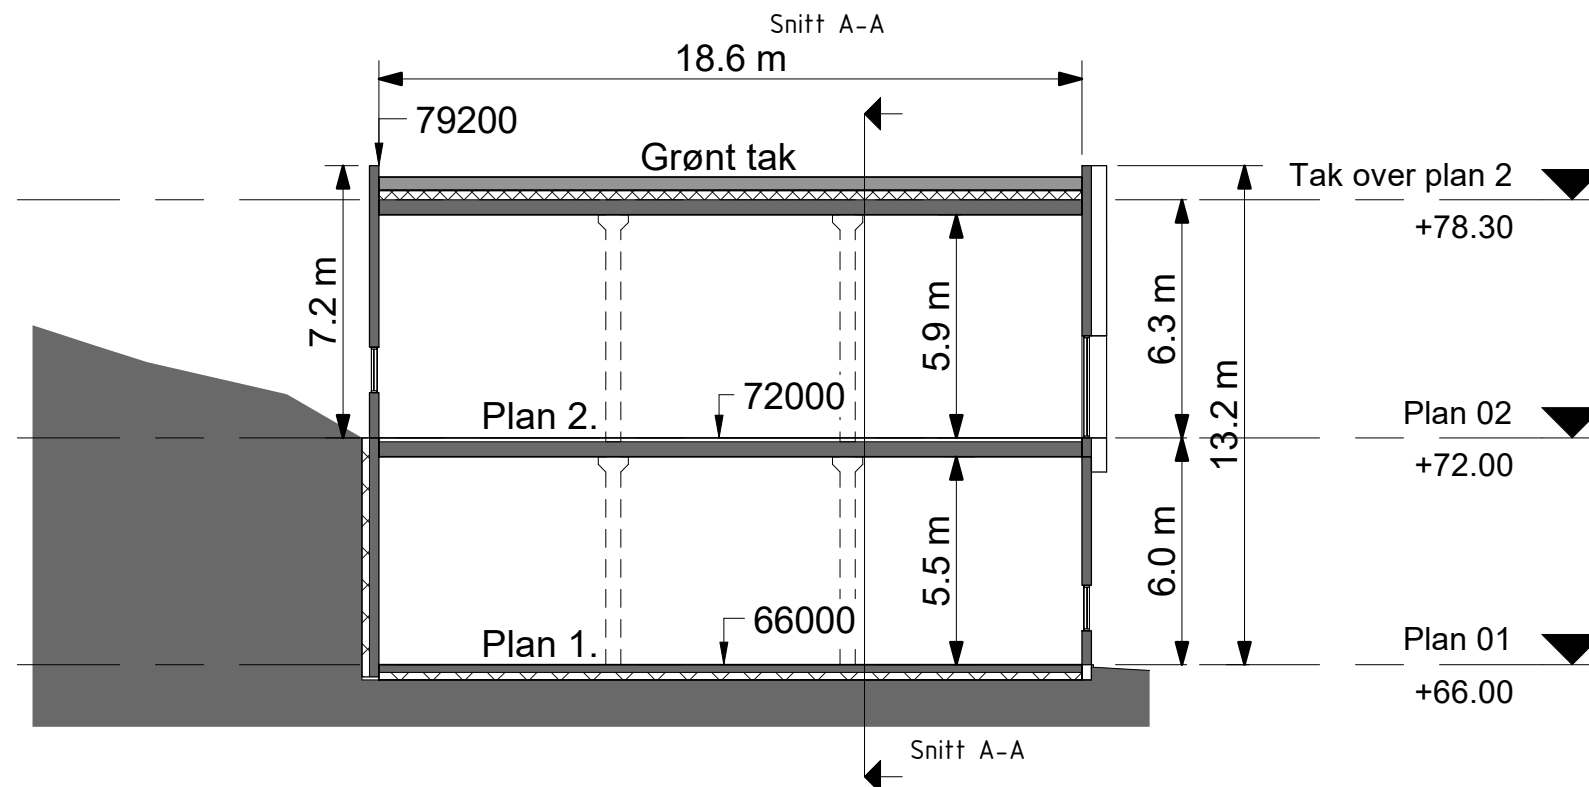 Snitt A-A
18.6 m
79200
Grønt tak
Tak over plan 2
+78.30
7.2 m
5.9 m
6.3 m
13.2 m
72000
Plan 2.
Plan 02
+72.00
5.5 m
6.0 m
66000
Plan 1.
Plan 01
+66.00
Snitt A-A